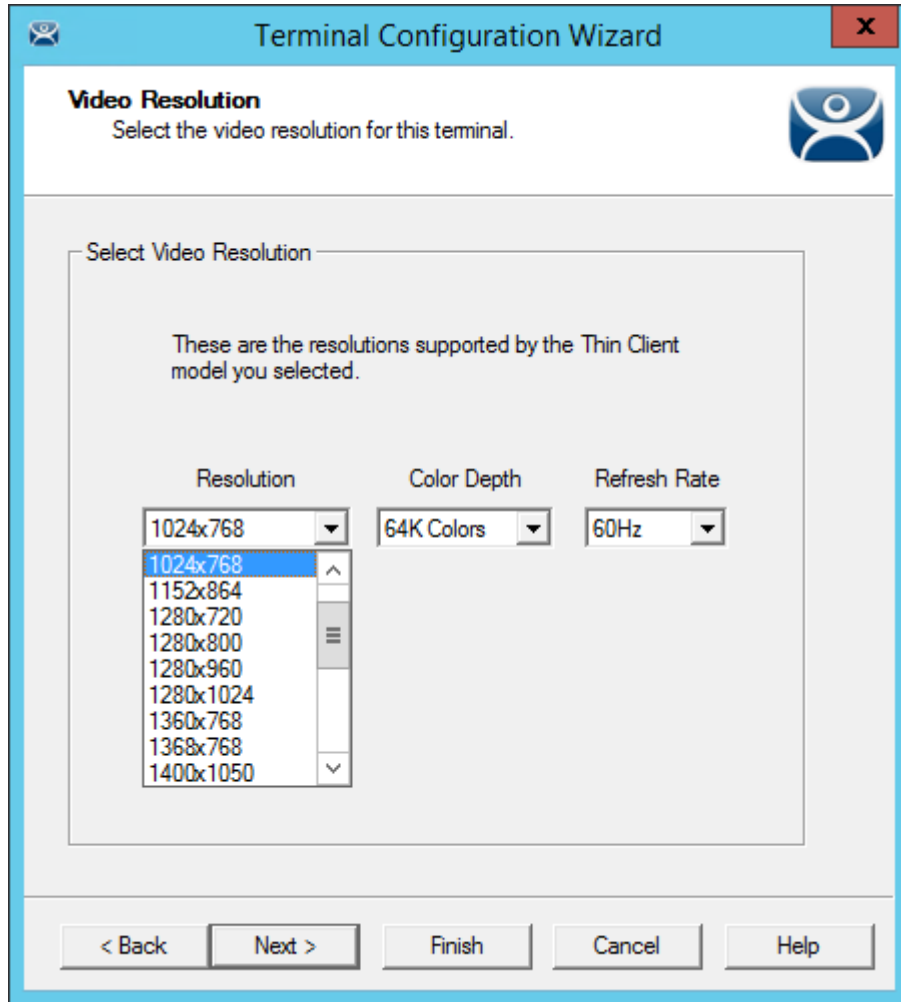 Terminal Configuration Wizard
x
Video Resolution
Select the video resolution for this terminal.
Select Video Resolution
These are the resolutions supported by the Thin Client
model you selected.
Resolution Color Depth Refresh Rate
1024x768 64K Colors 60Hz
1024x768
1152x864
1280x720
1280x800
1280x960
1280x1024
1360x768
1368x768
1400x1050
< Back Next > Finish Cancel Help